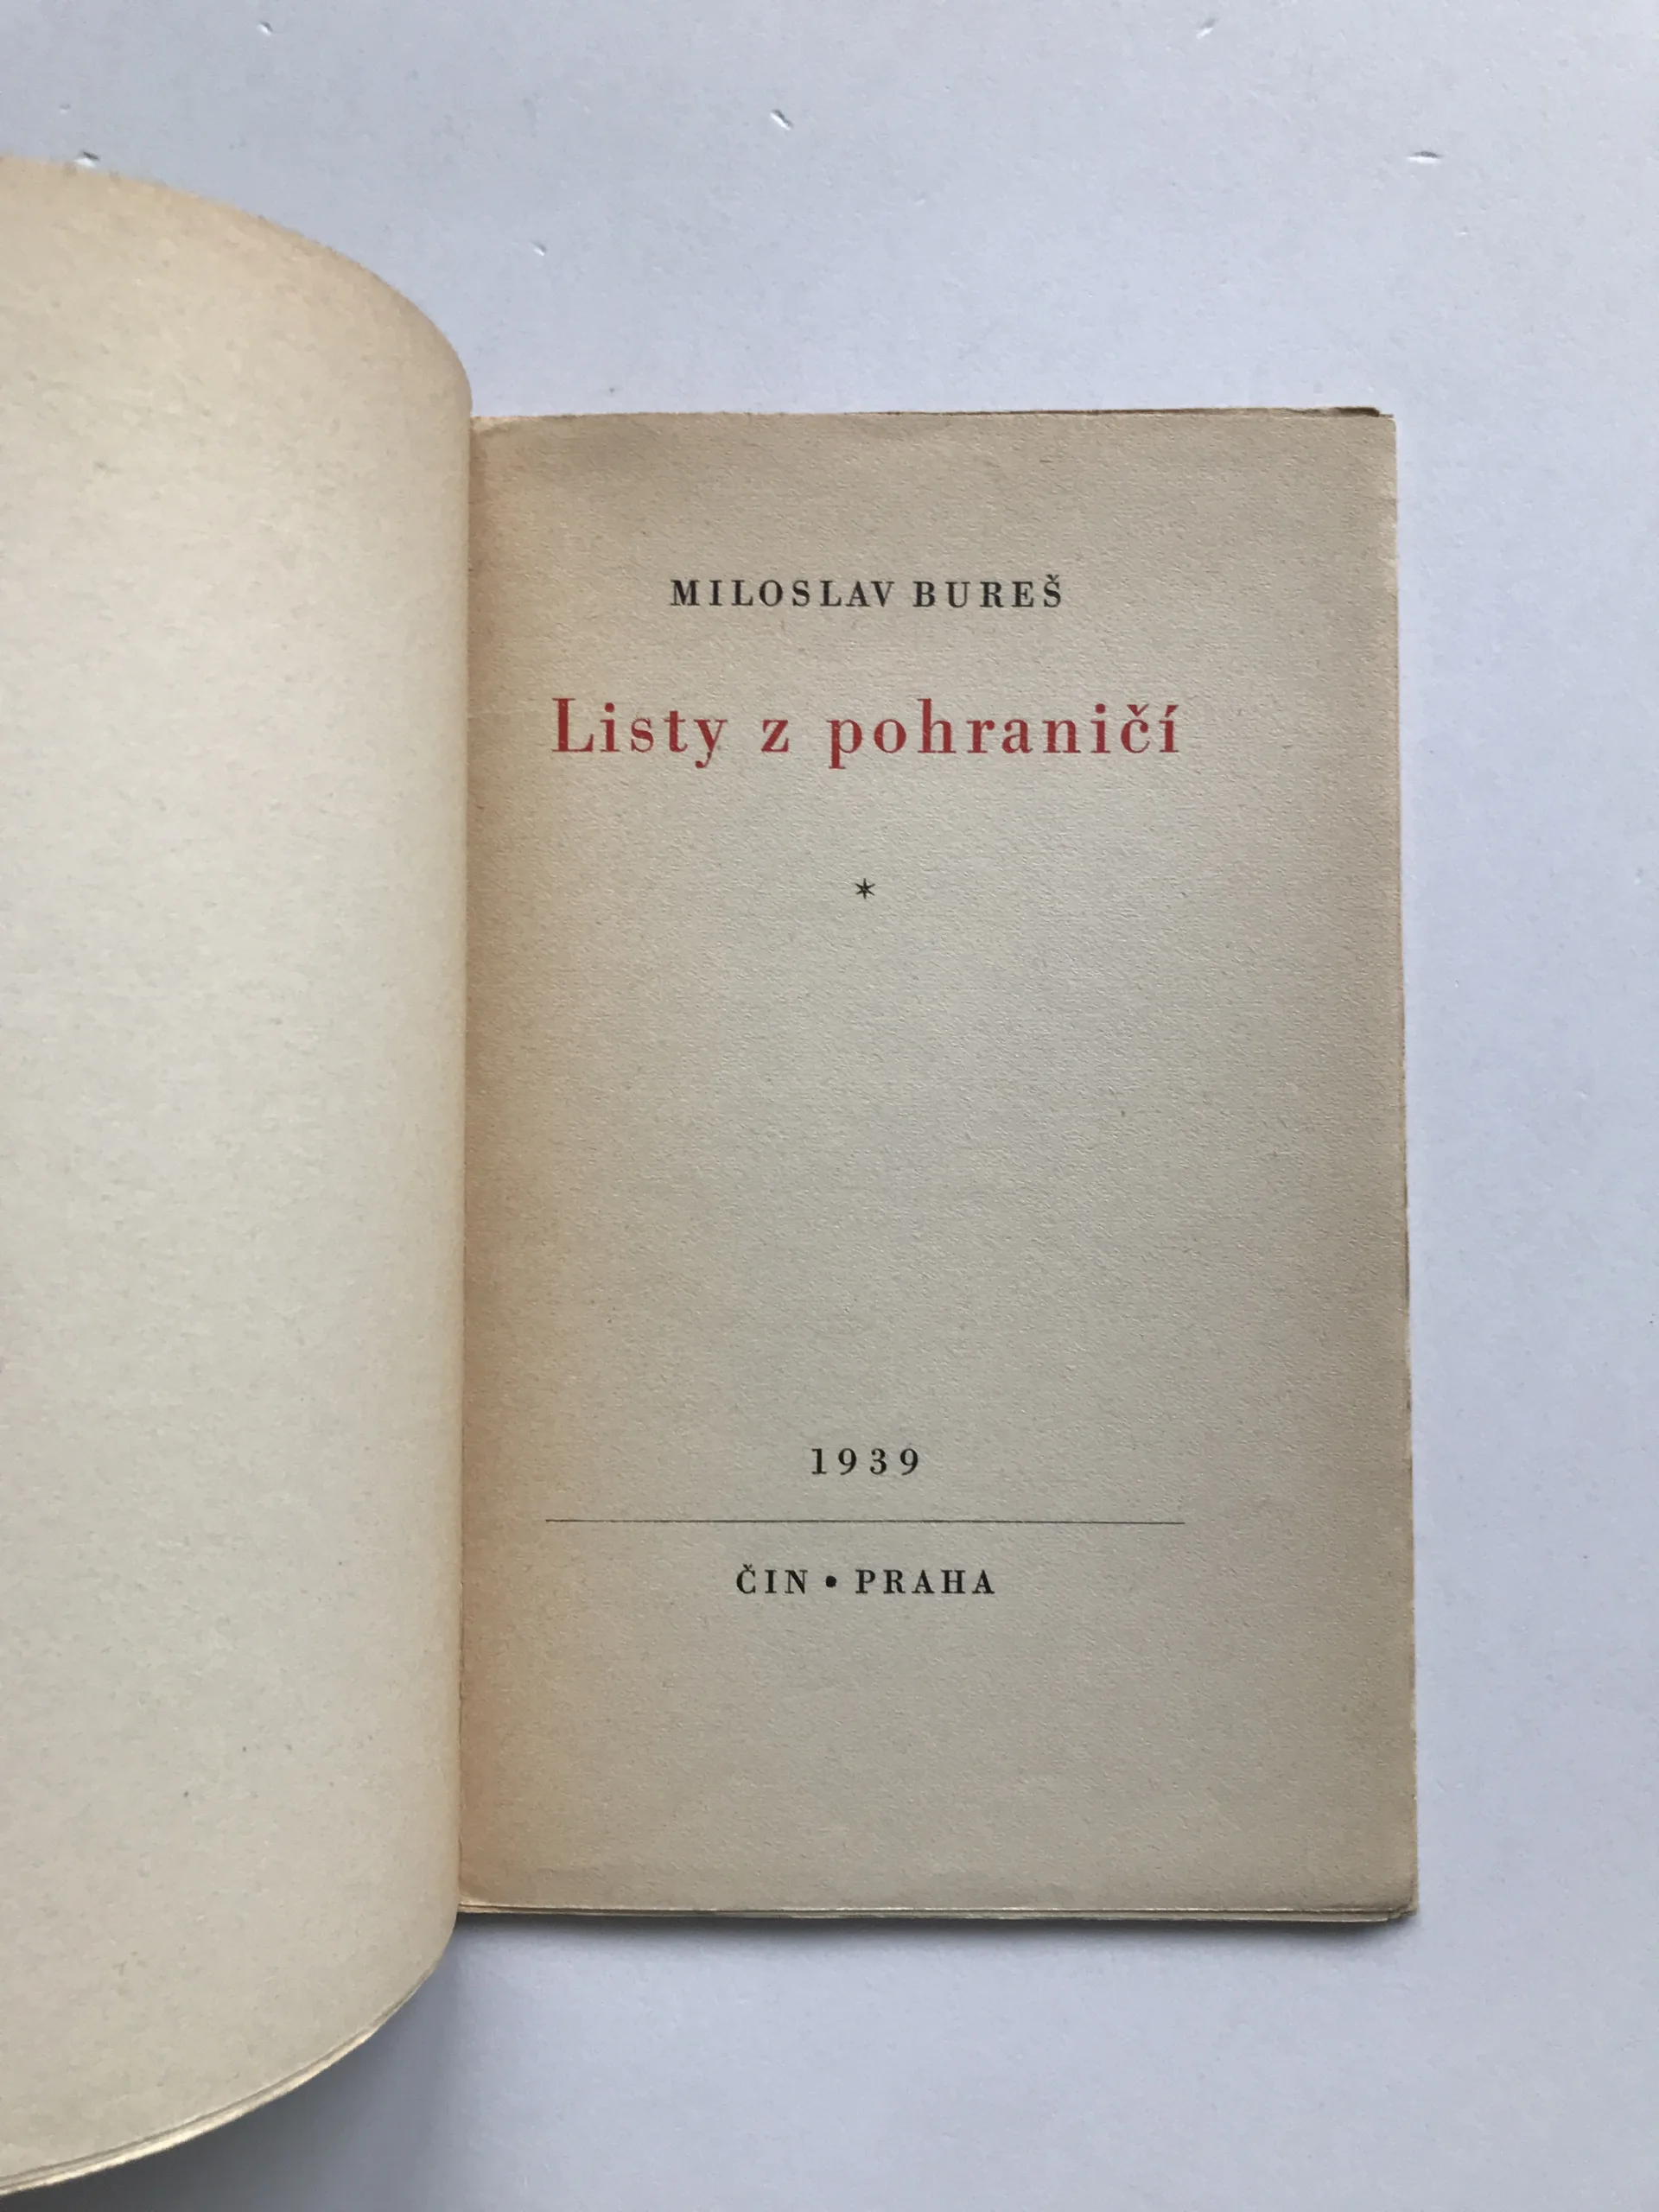 MILOSLAV BUREŠ
Listy z pohraničí
*
1939
ČIN • PRAHA